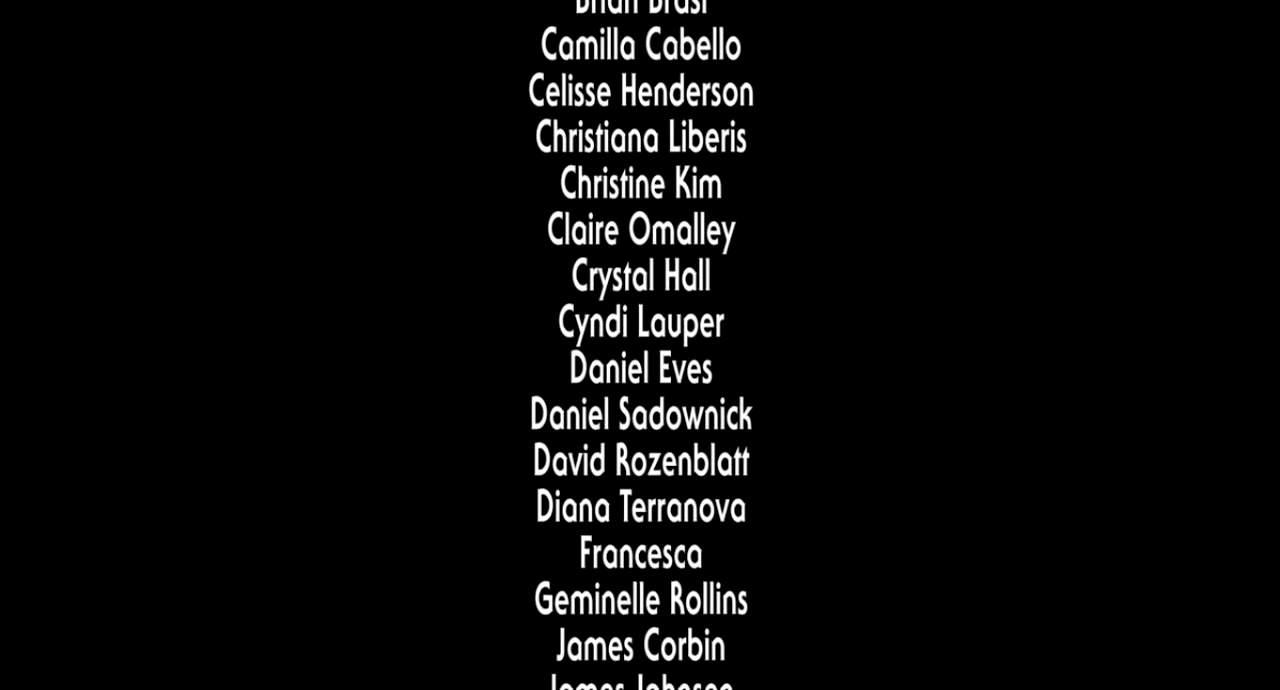 Camilla Cabello
Celisse Henderson
Christiana Liberis
Christine Kim
Claire Omalley
Crystal Hall
Cyndi Lauper
Daniel Eves
Daniel Sadownick
David Rozenblatt
Diana Terranova
Francesca
Geminelle Rollins
James Corbin